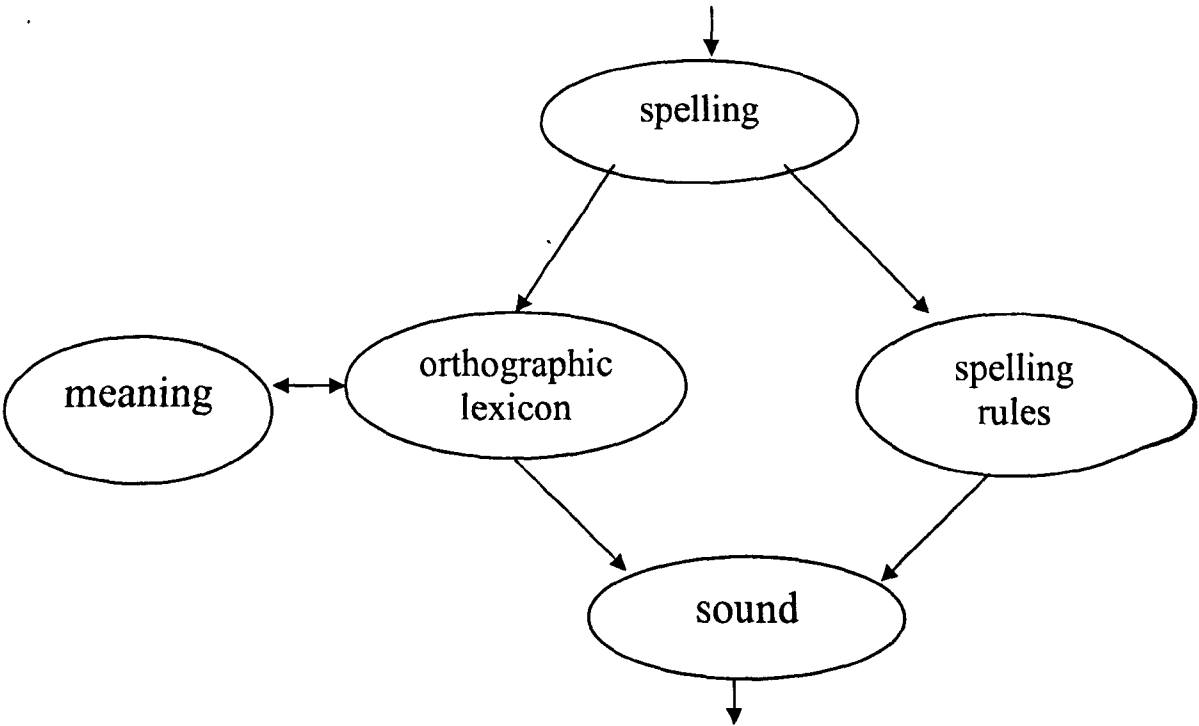 spelling
meaning
orthographic
lexicon
spelling
rules
sound